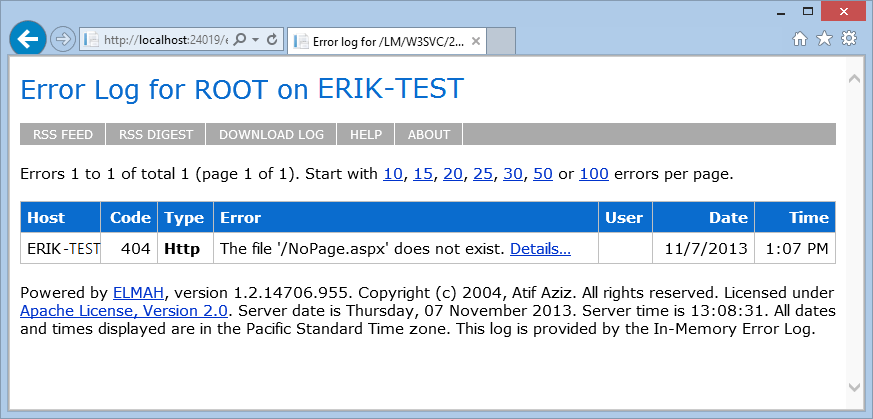 http://localhost:24019/e
Error log for /LM/W3SVC/2...
Error Log for ROOT on ERIK-TEST
RSS FEED RSS DIGEST DOWNLOAD LOG HELP ABOUT
Errors 1 to 1 of total 1 (page 1 of 1). Start with 10, 15, 20, 25, 30, 50 or 100 errors per page.
Host Code Type Error User Date Time
ERIK-TEST 404 Http The file '/NoPage.aspx' does not exist. Details... 11/7/2013 1:07 PM
Powered by ELMAH, version 1.2.14706.955. Copyright (c) 2004, Atif Aziz. All rights reserved. Licensed under
Apache License, Version 2.0. Server date is Thursday, 07 November 2013. Server time is 13:08:31. All dates
and times displayed are in the Pacific Standard Time zone. This log is provided by the In-Memory Error Log.